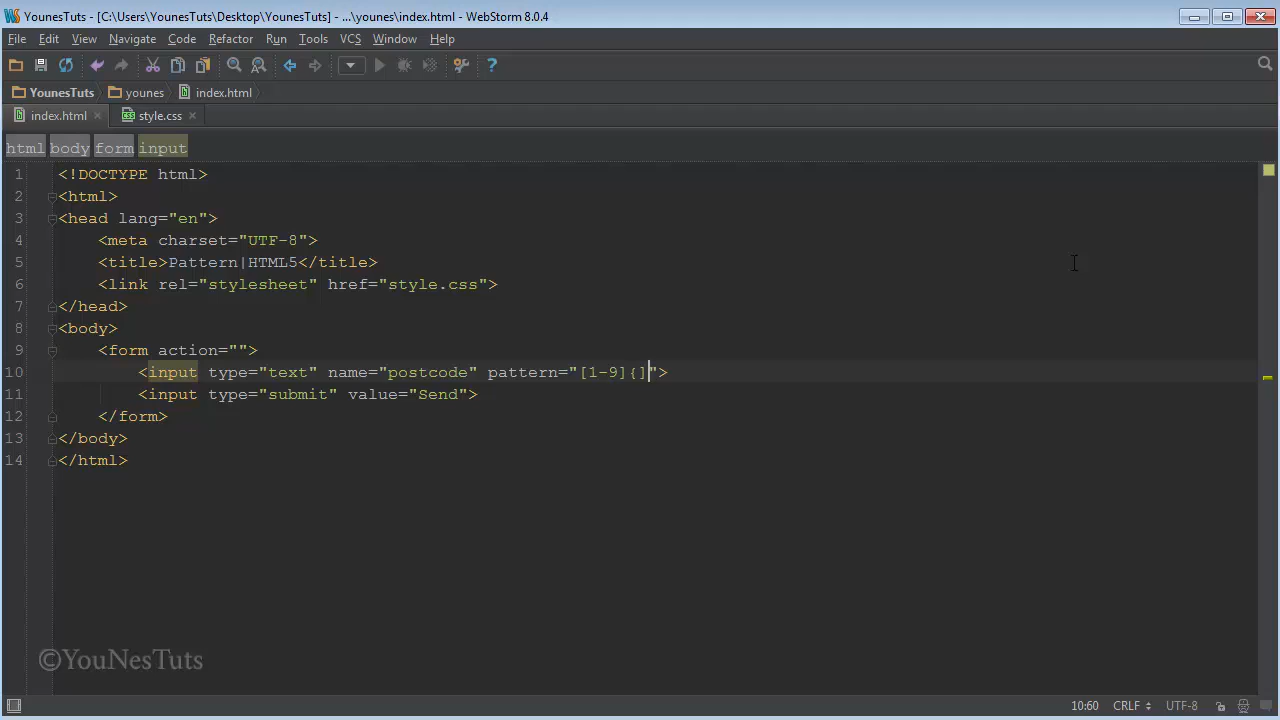 YounesTuts - [C:\Users\YounesTuts\Desktop\YounesTuts] - ...\younes\index.html - WebStorm 8.0.4
File Edit View Navigate Code Refactor Run Tools VCS Window Help
YounesTuts younes index.html
index.html style.css
html body form input
1 <!DOCTYPE html>
2 <html>
3 <head lang="en">
4 <meta charset="UTF-8">
5 <title>Pattern|HTML5</title>
6 <link rel="stylesheet" href="style.css">
7 </head>
8 <body>
9 <form action="">
10 <input type="text" name="postcode" pattern="[1-9]{]">
11 <input type="submit" value="Send">
12 </form>
13 </body>
14 </html>
©YouNesTuts
10:60 CRLF UTF-8